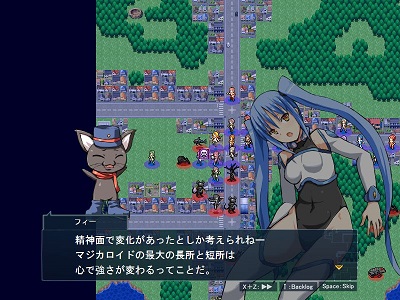 フィー
精神面で変化があったとしか考えられねー
マジカロイドの最大の長所と短所は
心で強さが変わるってことだ。
X+Z: ▶▶ ↑:Backlog Space: Skip